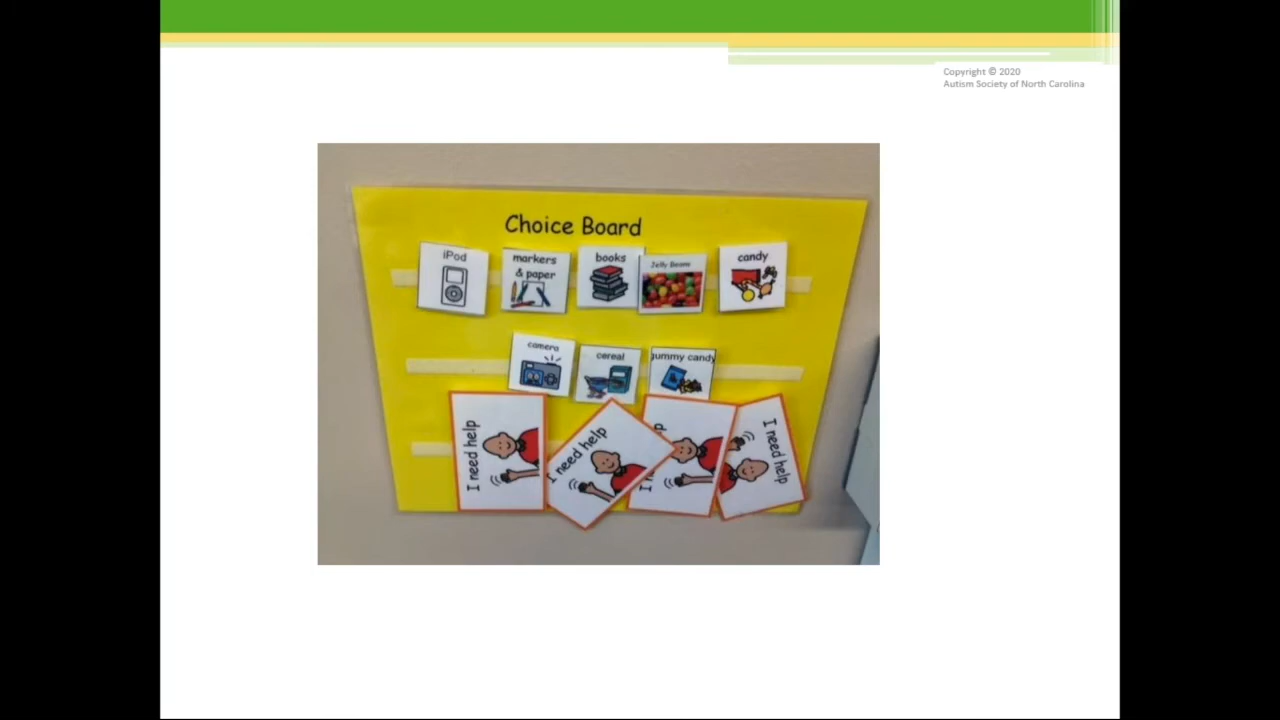 Copyright © 2020
Autism Society of North Carolina
Choice Board
iPod
markers
& paper
books
Jelly Beans
candy
camera
cereal
gummy candy
I need help
I need help
I
p
I need help